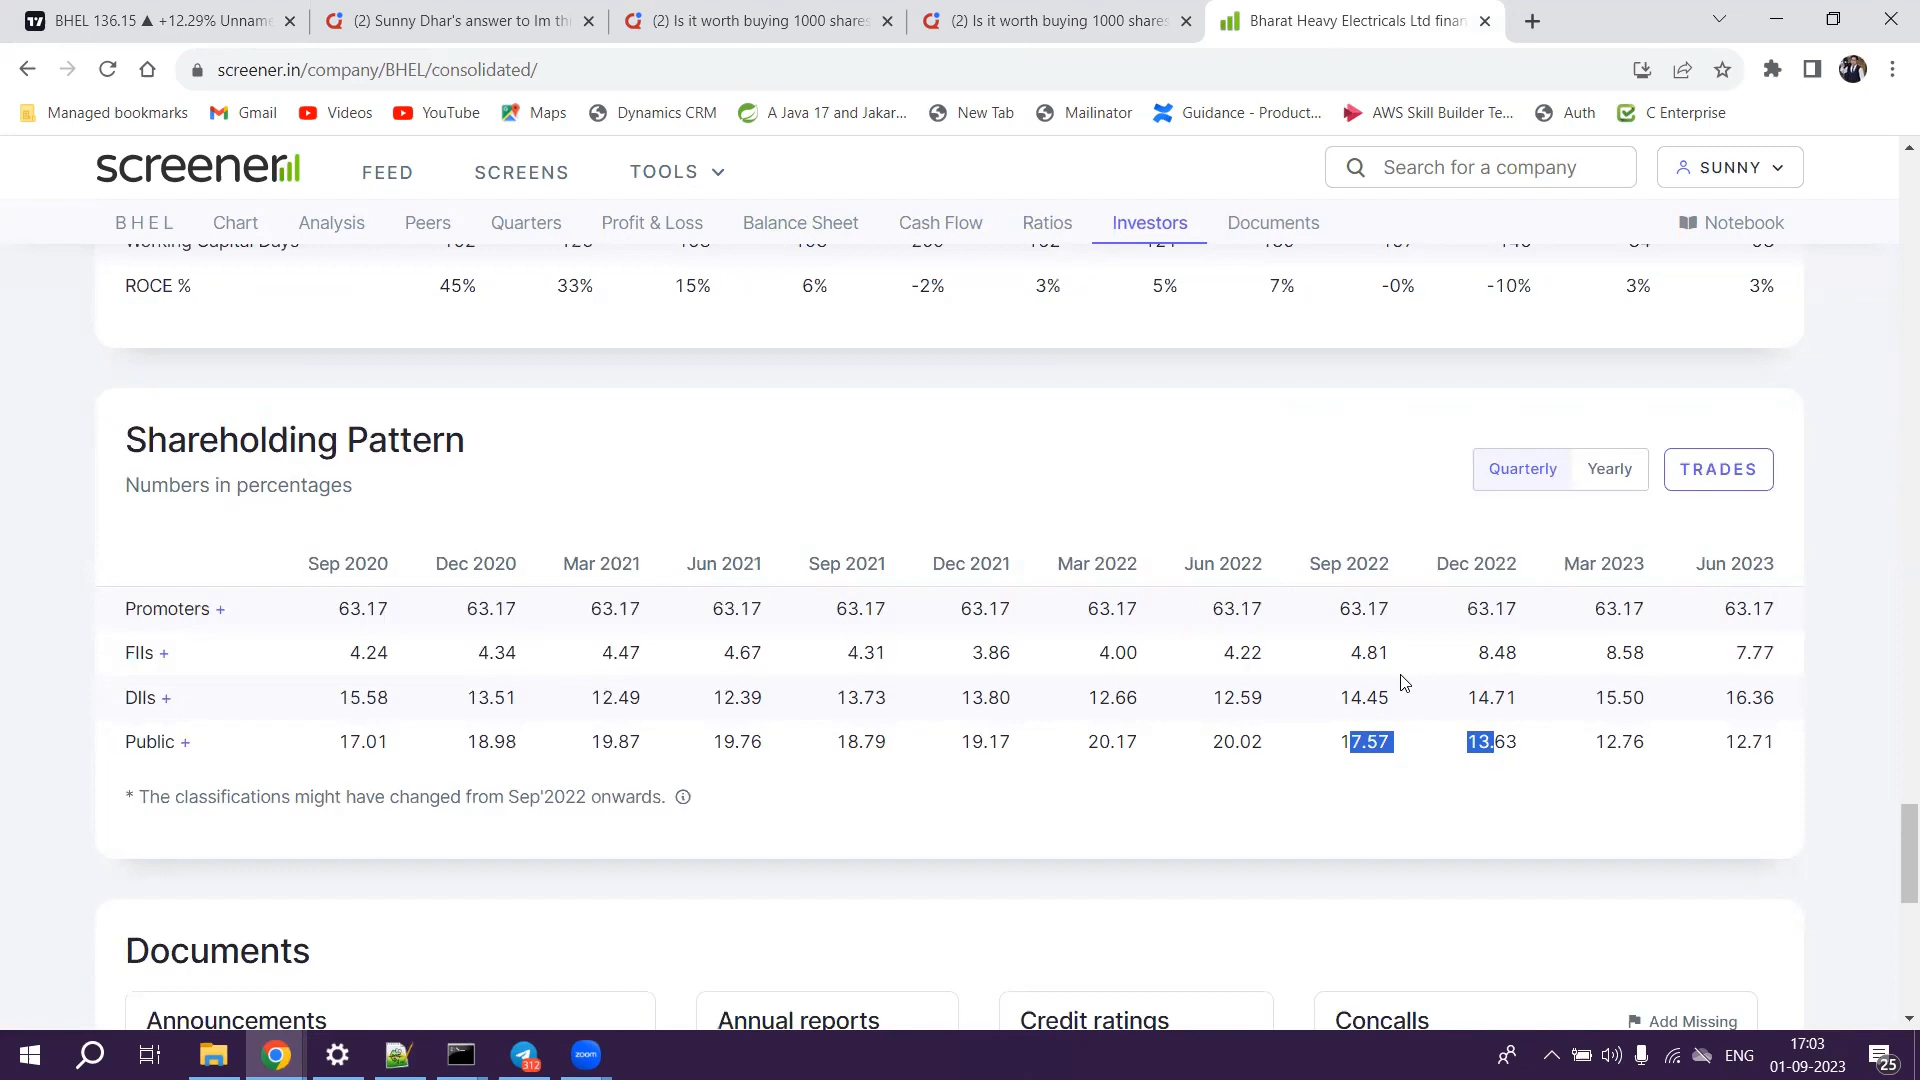 BHEL 136.15 ▲ +12.29% Unname
(2) Sunny Dhar's answer to Im thi
(2) Is it worth buying 1000 shares
(2) Is it worth buying 1000 shares
Bharat Heavy Electricals Ltd finan
screener.in/company/BHEL/consolidated/
Managed bookmarks Gmail Videos YouTube Maps Dynamics CRM A Java 17 and Jakar... New Tab Mailinator Guidance - Product... AWS Skill Builder Te... Auth C Enterprise
screener FEED SCREENS TOOLS Search for a company SUNNY
BHEL Chart Analysis Peers Quarters Profit & Loss Balance Sheet Cash Flow Ratios Investors Documents Notebook
Working Capital Days
ROCE % 45% 33% 15% 6% -2% 3% 5% 7% -0% -10% 3% 3%
Shareholding Pattern
Numbers in percentages
Quarterly Yearly TRADES
Sep 2020 Dec 2020 Mar 2021 Jun 2021 Sep 2021 Dec 2021 Mar 2022 Jun 2022 Sep 2022 Dec 2022 Mar 2023 Jun 2023
Promoters + 63.17 63.17 63.17 63.17 63.17 63.17 63.17 63.17 63.17 63.17 63.17 63.17
FIIs + 4.24 4.34 4.47 4.67 4.31 3.86 4.00 4.22 4.81 8.48 8.58 7.77
DIIs + 15.58 13.51 12.49 12.39 13.73 13.80 12.66 12.59 14.45 14.71 15.50 16.36
Public + 17.01 18.98 19.87 19.76 18.79 19.17 20.17 20.02 17.57 13.63 12.76 12.71
* The classifications might have changed from Sep'2022 onwards.
Documents
Announcements Annual reports Credit ratings Concalls Add Missing
312
zoom
ENG
17:03
01-09-2023
25